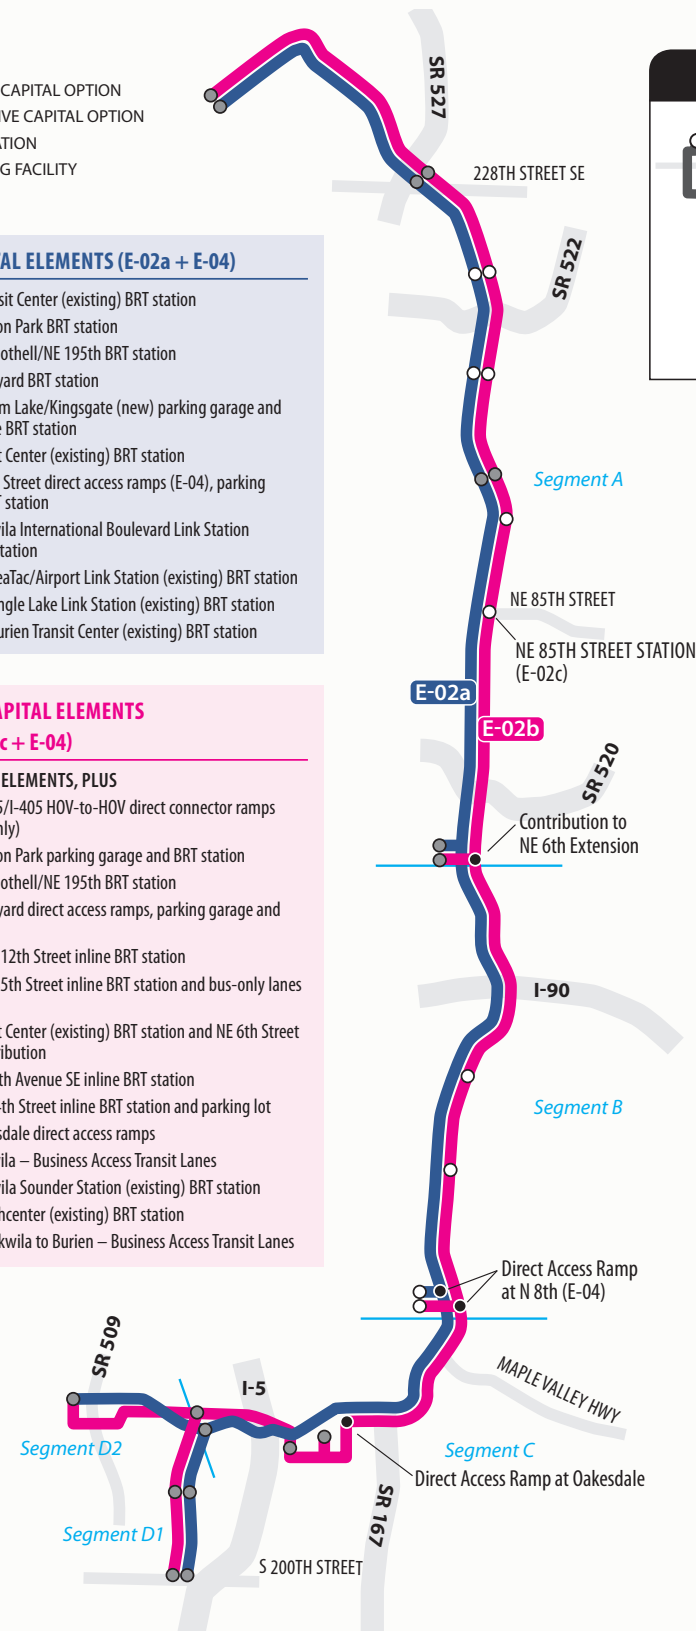 CAPITAL OPTION
VE CAPITAL OPTION
ATION
G FACILITY
AL ELEMENTS (E-02a + E-04)
sit Center (existing) BRT station
on Park BRT station
othell/NE 195th BRT station
yard BRT station
m Lake/Kingsgate (new) parking garage and
e BRT station
t Center (existing) BRT station
Street direct access ramps (E-04), parking
station
ila International Boulevard Link Station
tation
eaTac/Airport Link Station (existing) BRT station
ngle Lake Link Station (existing) BRT station
urien Transit Center (existing) BRT station
APITAL ELEMENTS
c + E-04)
ELEMENTS, PLUS
5/I-405 HOV-to-HOV direct connector ramps
nly)
on Park parking garage and BRT station
othell/NE 195th BRT station
yard direct access ramps, parking garage and
12th Street inline BRT station
5th Street inline BRT station and bus-only lanes
t Center (existing) BRT station and NE 6th Street
ribution
th Avenue SE inline BRT station
th Street inline BRT station and parking lot
sdale direct access ramps
vila – Business Access Transit Lanes
vila Sounder Station (existing) BRT station
hcenter (existing) BRT station
kwila to Burien – Business Access Transit Lanes
SR 527
228TH STREET SE
SR 522
Segment A
NE 85TH STREET
NE 85TH STREET STATION
(E-02c)
E-02a
E-02b
SR 520
Contribution to
NE 6th Extension
I-90
Segment B
Direct Access Ramp
at N 8th (E-04)
MAPLE VALLEY HWY
SR 509
I-5
Segment D2
Segment C
Direct Access Ramp at Oakesdale
SR 167
Segment D1
S 200TH STREET